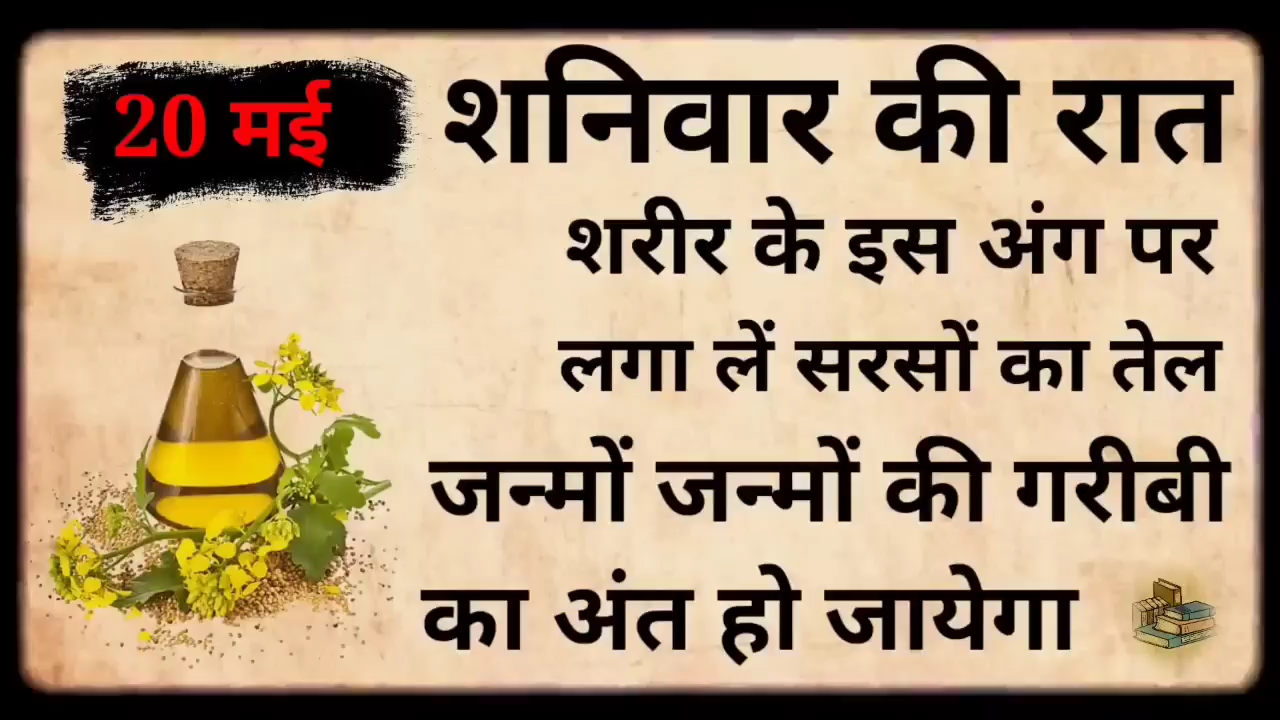 20 मई
शनिवार की रात
शरीर के इस अंग पर
लगा लें सरसों का तेल
जन्मों जन्मों की गरीबी
का अंत हो जायेगा